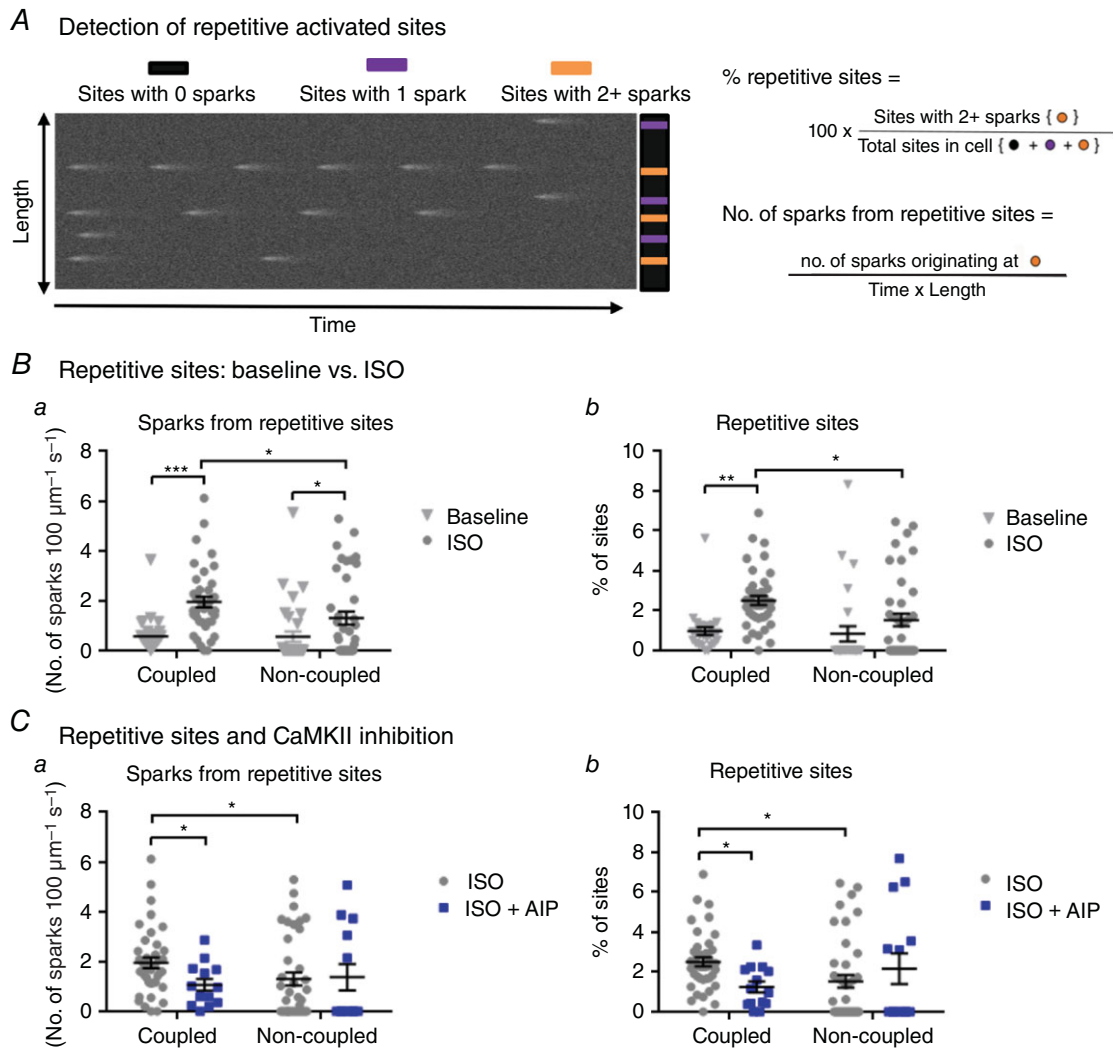 A Detection of repetitive activated sites
Sites with 0 sparks
Sites with 1 spark
Sites with 2+ sparks
Length
Time
% repetitive sites =
100 x
Sites with 2+ sparks { }
Total sites in cell { + + }
No. of sparks from repetitive sites =
no. of sparks originating at
Time x Length
B Repetitive sites: baseline vs. ISO
a
Sparks from repetitive sites
(No. of sparks 100 μm⁻¹ s⁻¹)
8
6
4
2
0
***
*
*
Coupled
Non-coupled
Baseline
ISO
b
Repetitive sites
% of sites
10
8
6
4
2
0
**
*
Coupled
Non-coupled
Baseline
ISO
C Repetitive sites and CaMKII inhibition
a
Sparks from repetitive sites
(No. of sparks 100 μm⁻¹ s⁻¹)
8
6
4
2
0
*
*
Coupled
Non-coupled
ISO
ISO + AIP
b
Repetitive sites
% of sites
10
8
6
4
2
0
*
*
Coupled
Non-coupled
ISO
ISO + AIP